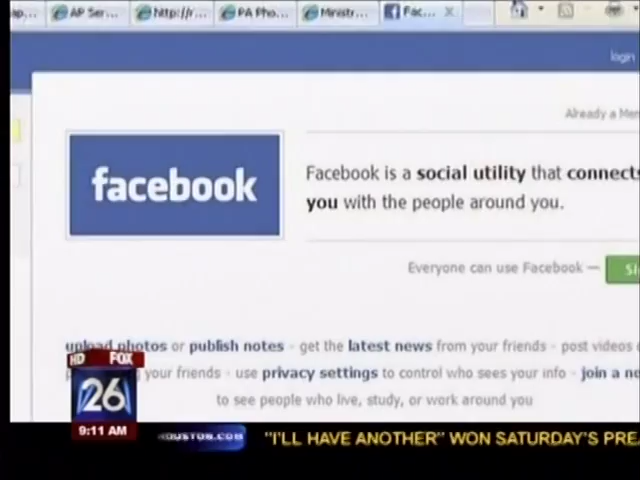 AP Ser...
http://r...
PA Pho...
Ministr...
Fac...
login
Already a Mem
facebook
Facebook is a social utility that connects
you with the people around you.
Everyone can use Facebook —
upload photos or publish notes - get the latest news from your friends - post videos
your friends - use privacy settings to control who sees your info - join a ne
to see people who live, study, or work around you
HD FOX
26
9:11 AM
HOUSTON.COM
"I'LL HAVE ANOTHER" WON SATURDAY'S PREA